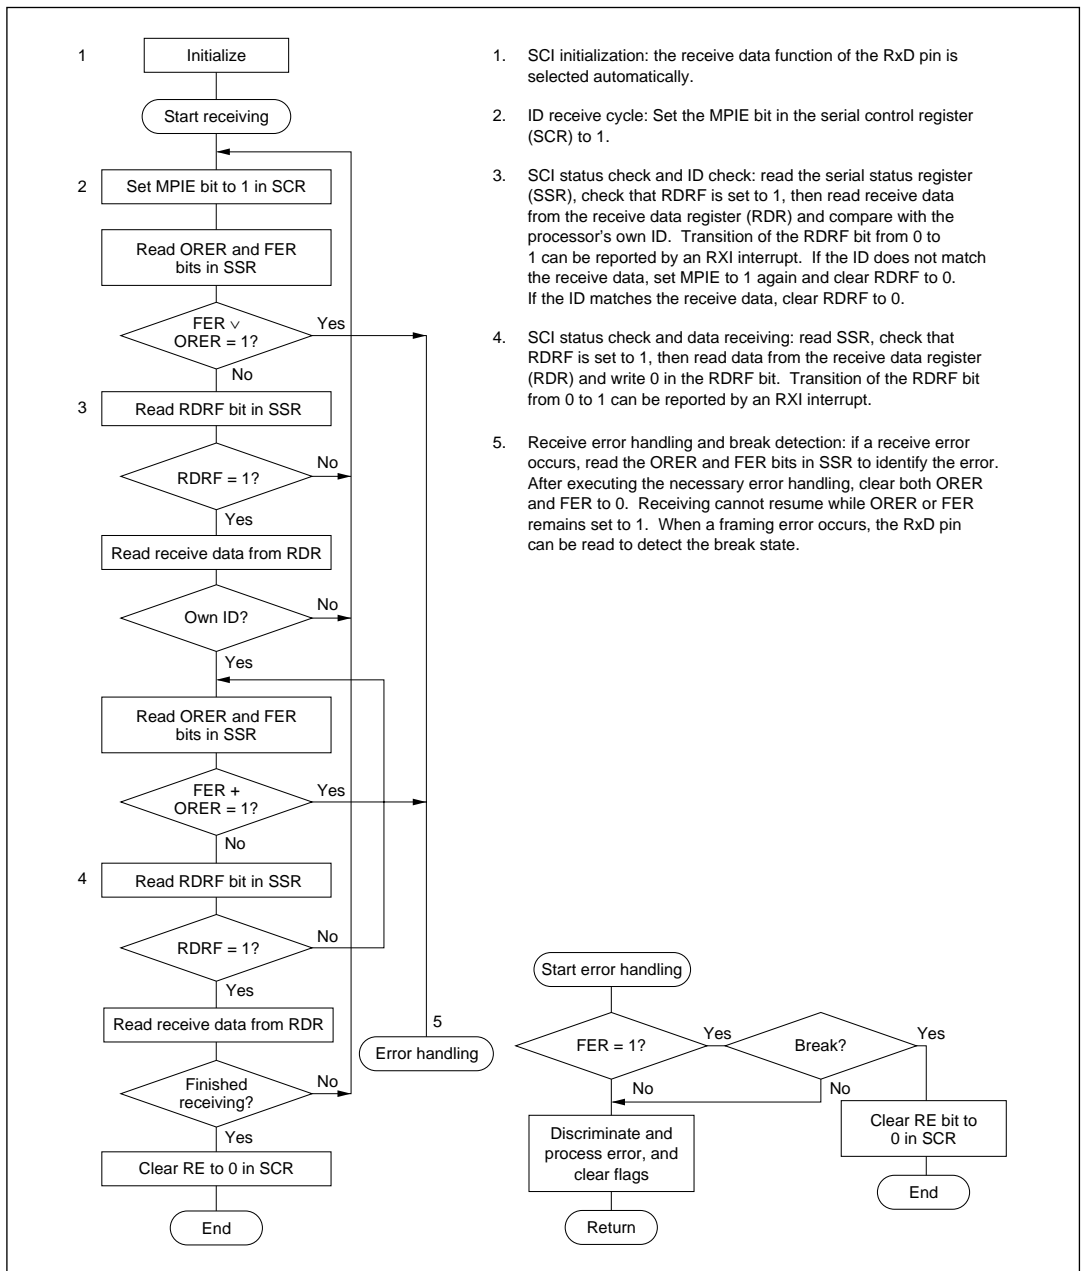 1
Initialize
Start receiving
2
Set MPIE bit to 1 in SCR
Read ORER and FER
bits in SSR
FER ∨
ORER = 1?
Yes
No
3
Read RDRF bit in SSR
RDRF = 1?
No
Yes
Read receive data from RDR
Own ID?
No
Yes
Read ORER and FER
bits in SSR
FER +
ORER = 1?
Yes
No
4
Read RDRF bit in SSR
RDRF = 1?
No
Yes
Read receive data from RDR
Finished
receiving?
No
Yes
Clear RE to 0 in SCR
End
5
Error handling
1. SCI initialization: the receive data function of the RxD pin is
selected automatically.
2. ID receive cycle: Set the MPIE bit in the serial control register
(SCR) to 1.
3. SCI status check and ID check: read the serial status register
(SSR), check that RDRF is set to 1, then read receive data
from the receive data register (RDR) and compare with the
processor's own ID. Transition of the RDRF bit from 0 to
1 can be reported by an RXI interrupt. If the ID does not match
the receive data, set MPIE to 1 again and clear RDRF to 0.
If the ID matches the receive data, clear RDRF to 0.
4. SCI status check and data receiving: read SSR, check that
RDRF is set to 1, then read data from the receive data register
(RDR) and write 0 in the RDRF bit. Transition of the RDRF bit
from 0 to 1 can be reported by an RXI interrupt.
5. Receive error handling and break detection: if a receive error
occurs, read the ORER and FER bits in SSR to identify the error.
After executing the necessary error handling, clear both ORER
and FER to 0. Receiving cannot resume while ORER or FER
remains set to 1. When a framing error occurs, the RxD pin
can be read to detect the break state.
Start error handling
FER = 1?
Yes
No
Break?
Yes
No
Discriminate and
process error, and
clear flags
Return
Clear RE bit to
0 in SCR
End